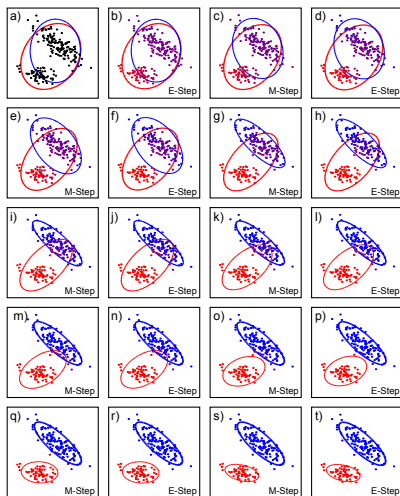 a) b) c) d)
E-Step M-Step E-Step
e) f) g) h)
M-Step E-Step M-Step E-Step
i) j) k) l)
M-Step E-Step M-Step E-Step
m) n) o) p)
M-Step E-Step M-Step E-Step
q) r) s) t)
M-Step E-Step M-Step E-Step